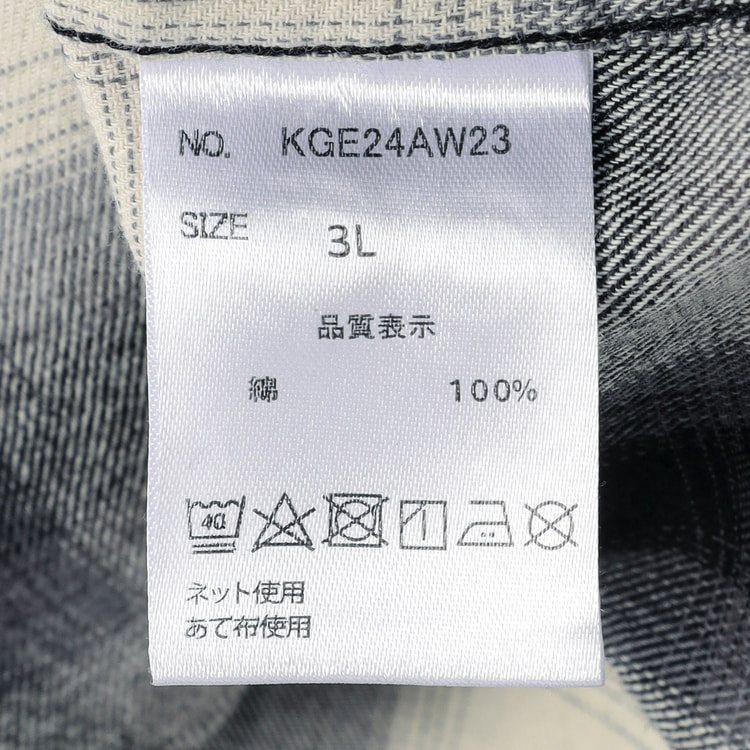 NO. KGE24AW23
SIZE 3L
品質表示
綿 100%
40
ネット使用
あて布使用